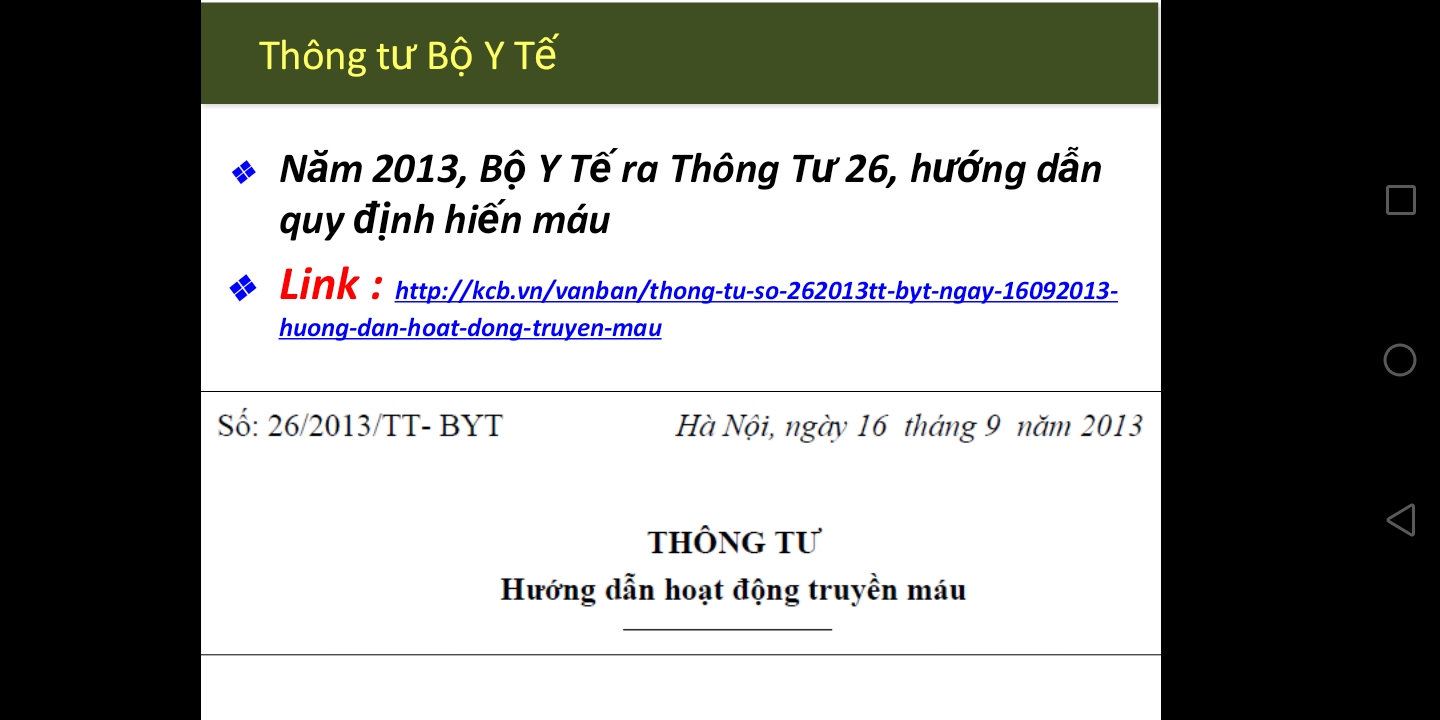 Thông tư Bộ Y Tế
❖ Năm 2013, Bộ Y Tế ra Thông Tư 26, hướng dẫn
quy định hiến máu
❖ Link : http://kcb.vn/vanban/thong-tu-so-262013tt-byt-ngay-16092013-
huong-dan-hoat-dong-truyen-mau
Số: 26/2013/TT- BYT Hà Nội, ngày 16 tháng 9 năm 2013
THÔNG TƯ
Hướng dẫn hoạt động truyền máu